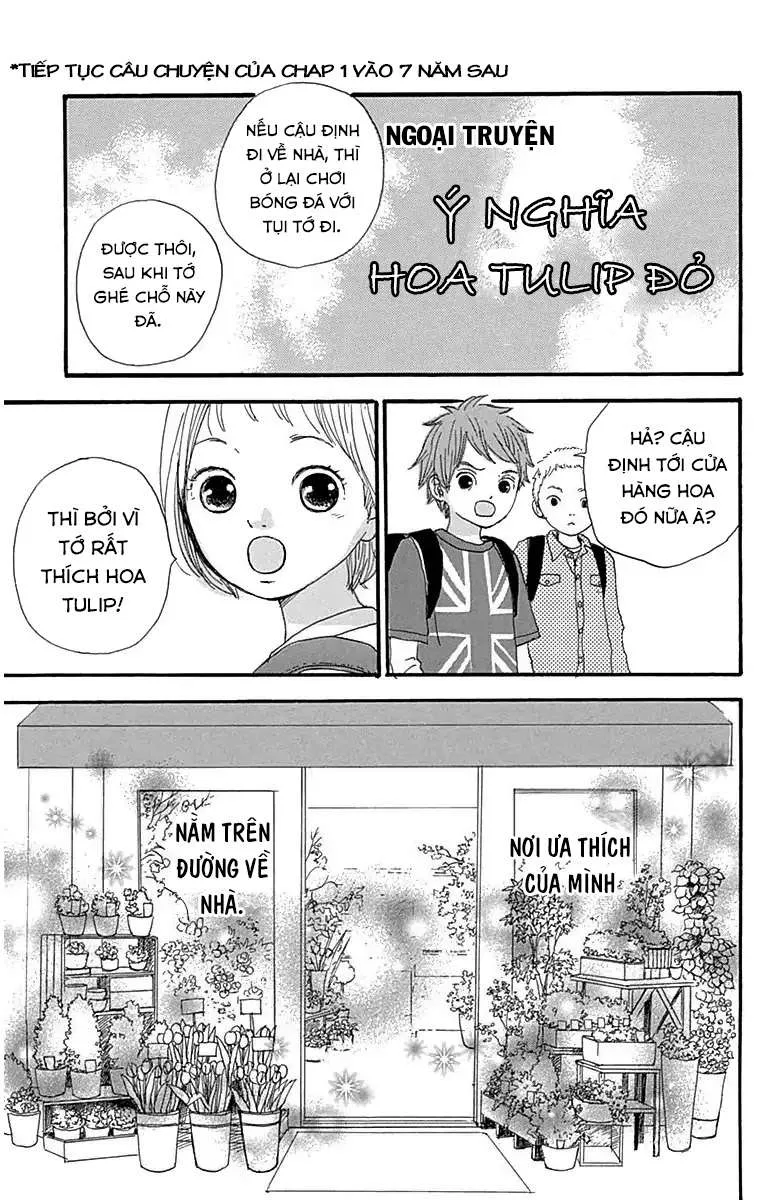 *TIẾP TỤC CÂU CHUYỆN CỦA CHAP 1 VÀO 7 NĂM SAU
NGOẠI TRUYỆN
Ý NGHĨA
HOA TULIP ĐỎ
NẾU CẬU ĐỊNH
ĐI VỀ NHÀ, THÌ
Ở LẠI CHƠI
BÓNG ĐÁ VỚI
TỤI TỚ ĐI.
ĐƯỢC THÔI,
SAU KHI TỚ
GHÉ CHỖ NÀY
ĐÃ.
HẢ? CẬU
ĐỊNH TỚI CỬA
HÀNG HOA
ĐÓ NỮA À?
THÌ BỞI VÌ
TỚ RẤT
THÍCH HOA
TULIP!
NƠI ƯA THÍCH
CỦA MÌNH
NẰM TRÊN
ĐƯỜNG VỀ
NHÀ.